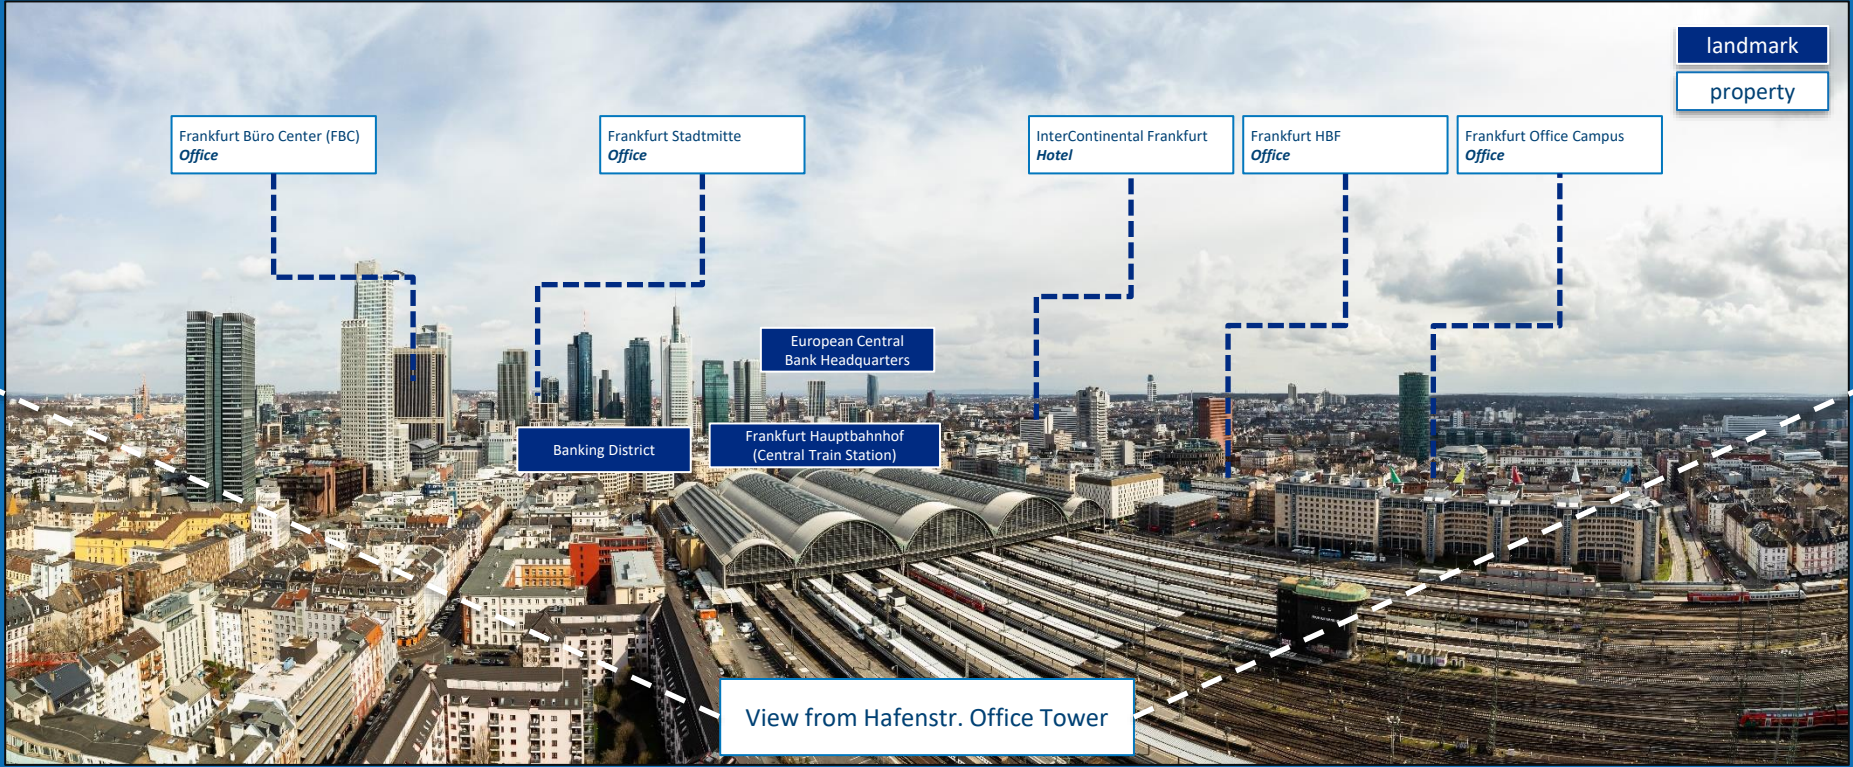 landmark
property
Frankfurt Büro Center (FBC)
Office
Frankfurt Stadtmitte
Office
InterContinental Frankfurt
Hotel
Frankfurt HBF
Office
Frankfurt Office Campus
Office
European Central
Bank Headquarters
Banking District
Frankfurt Hauptbahnhof
(Central Train Station)
View from Hafenstr. Office Tower